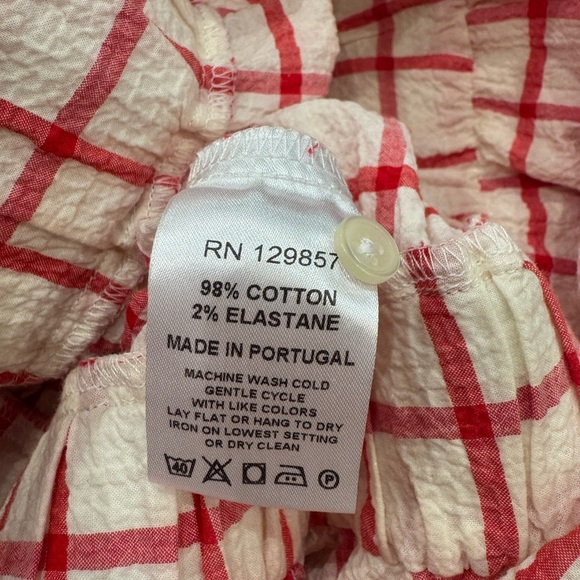 RN 129857
98% COTTON
2% ELASTANE
MADE IN PORTUGAL
MACHINE WASH COLD
GENTLE CYCLE
WITH LIKE COLORS
LAY FLAT OR HANG TO DRY
IRON ON LOWEST SETTING
OR DRY CLEAN
40 P